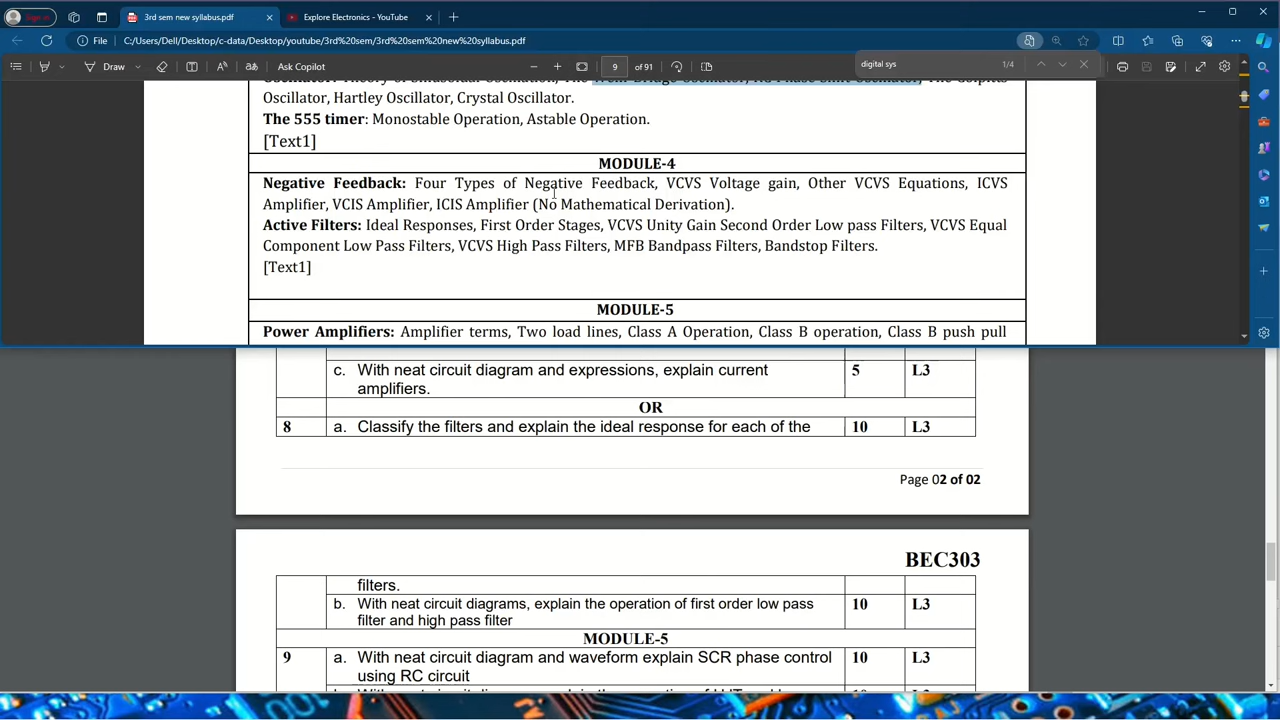 Sign in
3rd sem new syllabus.pdf
Explore Electronics - YouTube
File
C:/Users/Dell/Desktop/c-data/Desktop/youtube/3rd%20sem/3rd%20sem%20new%20syllabus.pdf
Draw
Ask Copilot
9 of 91
digital sys
1/4
Oscillator, Hartley Oscillator, Crystal Oscillator.
The 555 timer: Monostable Operation, Astable Operation.
[Text1]
MODULE-4
Negative Feedback: Four Types of Negative Feedback, VCVS Voltage gain, Other VCVS Equations, ICVS
Amplifier, VCIS Amplifier, ICIS Amplifier (No Mathematical Derivation).
Active Filters: Ideal Responses, First Order Stages, VCVS Unity Gain Second Order Low pass Filters, VCVS Equal
Component Low Pass Filters, VCVS High Pass Filters, MFB Bandpass Filters, Bandstop Filters.
[Text1]
MODULE-5
Power Amplifiers: Amplifier terms, Two load lines, Class A Operation, Class B operation, Class B push pull
c. With neat circuit diagram and expressions, explain current 5 L3
amplifiers.
OR
8 a. Classify the filters and explain the ideal response for each of the 10 L3
Page 02 of 02
BEC303
filters.
b. With neat circuit diagrams, explain the operation of first order low pass 10 L3
filter and high pass filter
MODULE-5
9 a. With neat circuit diagram and waveform explain SCR phase control 10 L3
using RC circuit